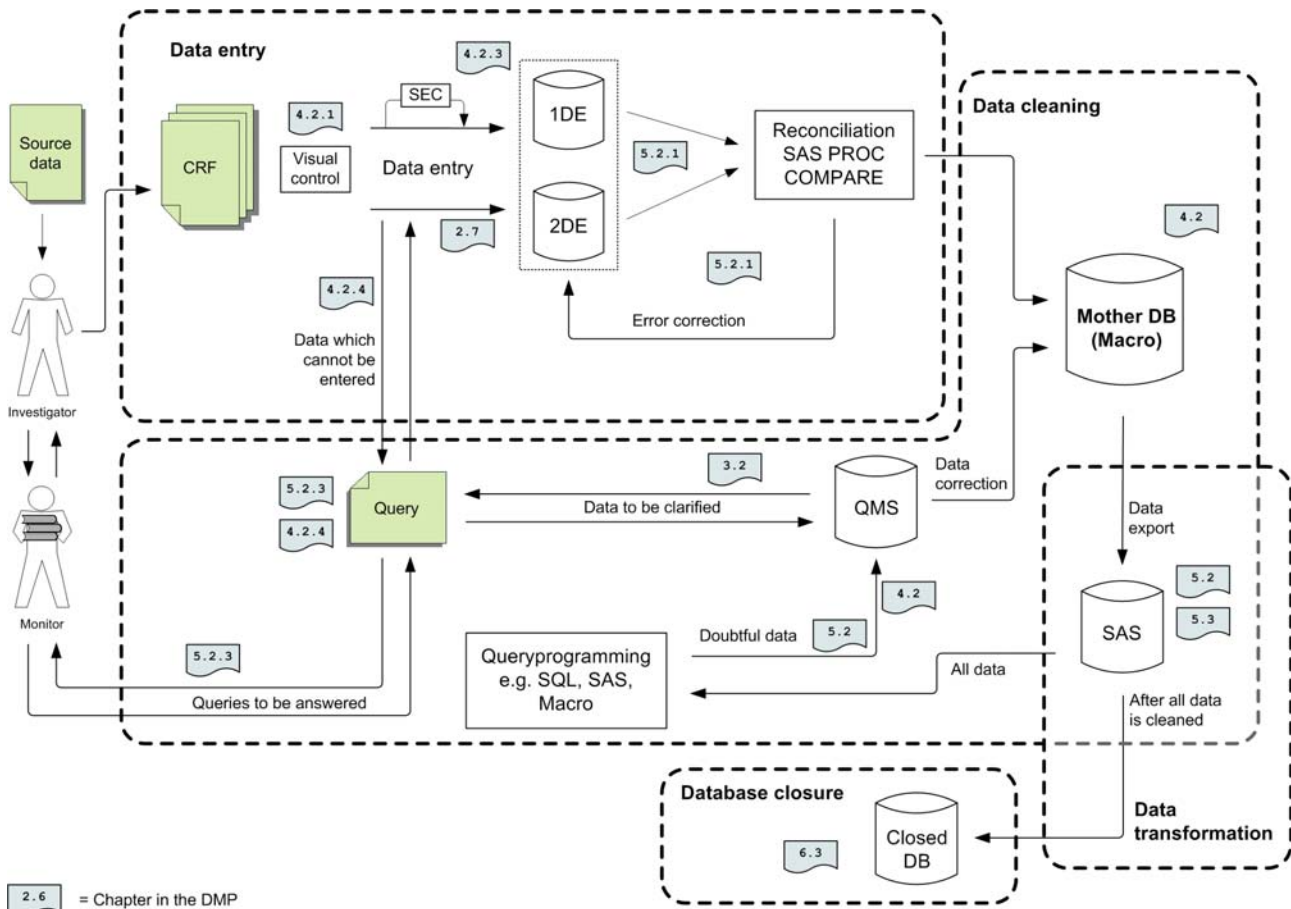 Data entry
4.2.3
SEC
4.2.1
1DE
Data cleaning
Source
data
CRF
Visual
control
Data entry
5.2.1
Reconciliation
SAS PROC
COMPARE
2DE
2.7
4.2
5.2.1
4.2.4
Error correction
Mother DB
(Macro)
Data which
cannot be
entered
Investigator
3.2
Data
correction
5.2.3
Query
Data to be clarified
QMS
4.2.4
Data
export
5.2
4.2
5.3
Monitor
Doubtful data
5.2
SAS
5.2.3
Queryprogramming
e.g. SQL, SAS,
Macro
All data
Queries to be answered
After all data
is cleaned
Database closure
Data
transformation
Closed
DB
6.3
2.6
= Chapter in the DMP